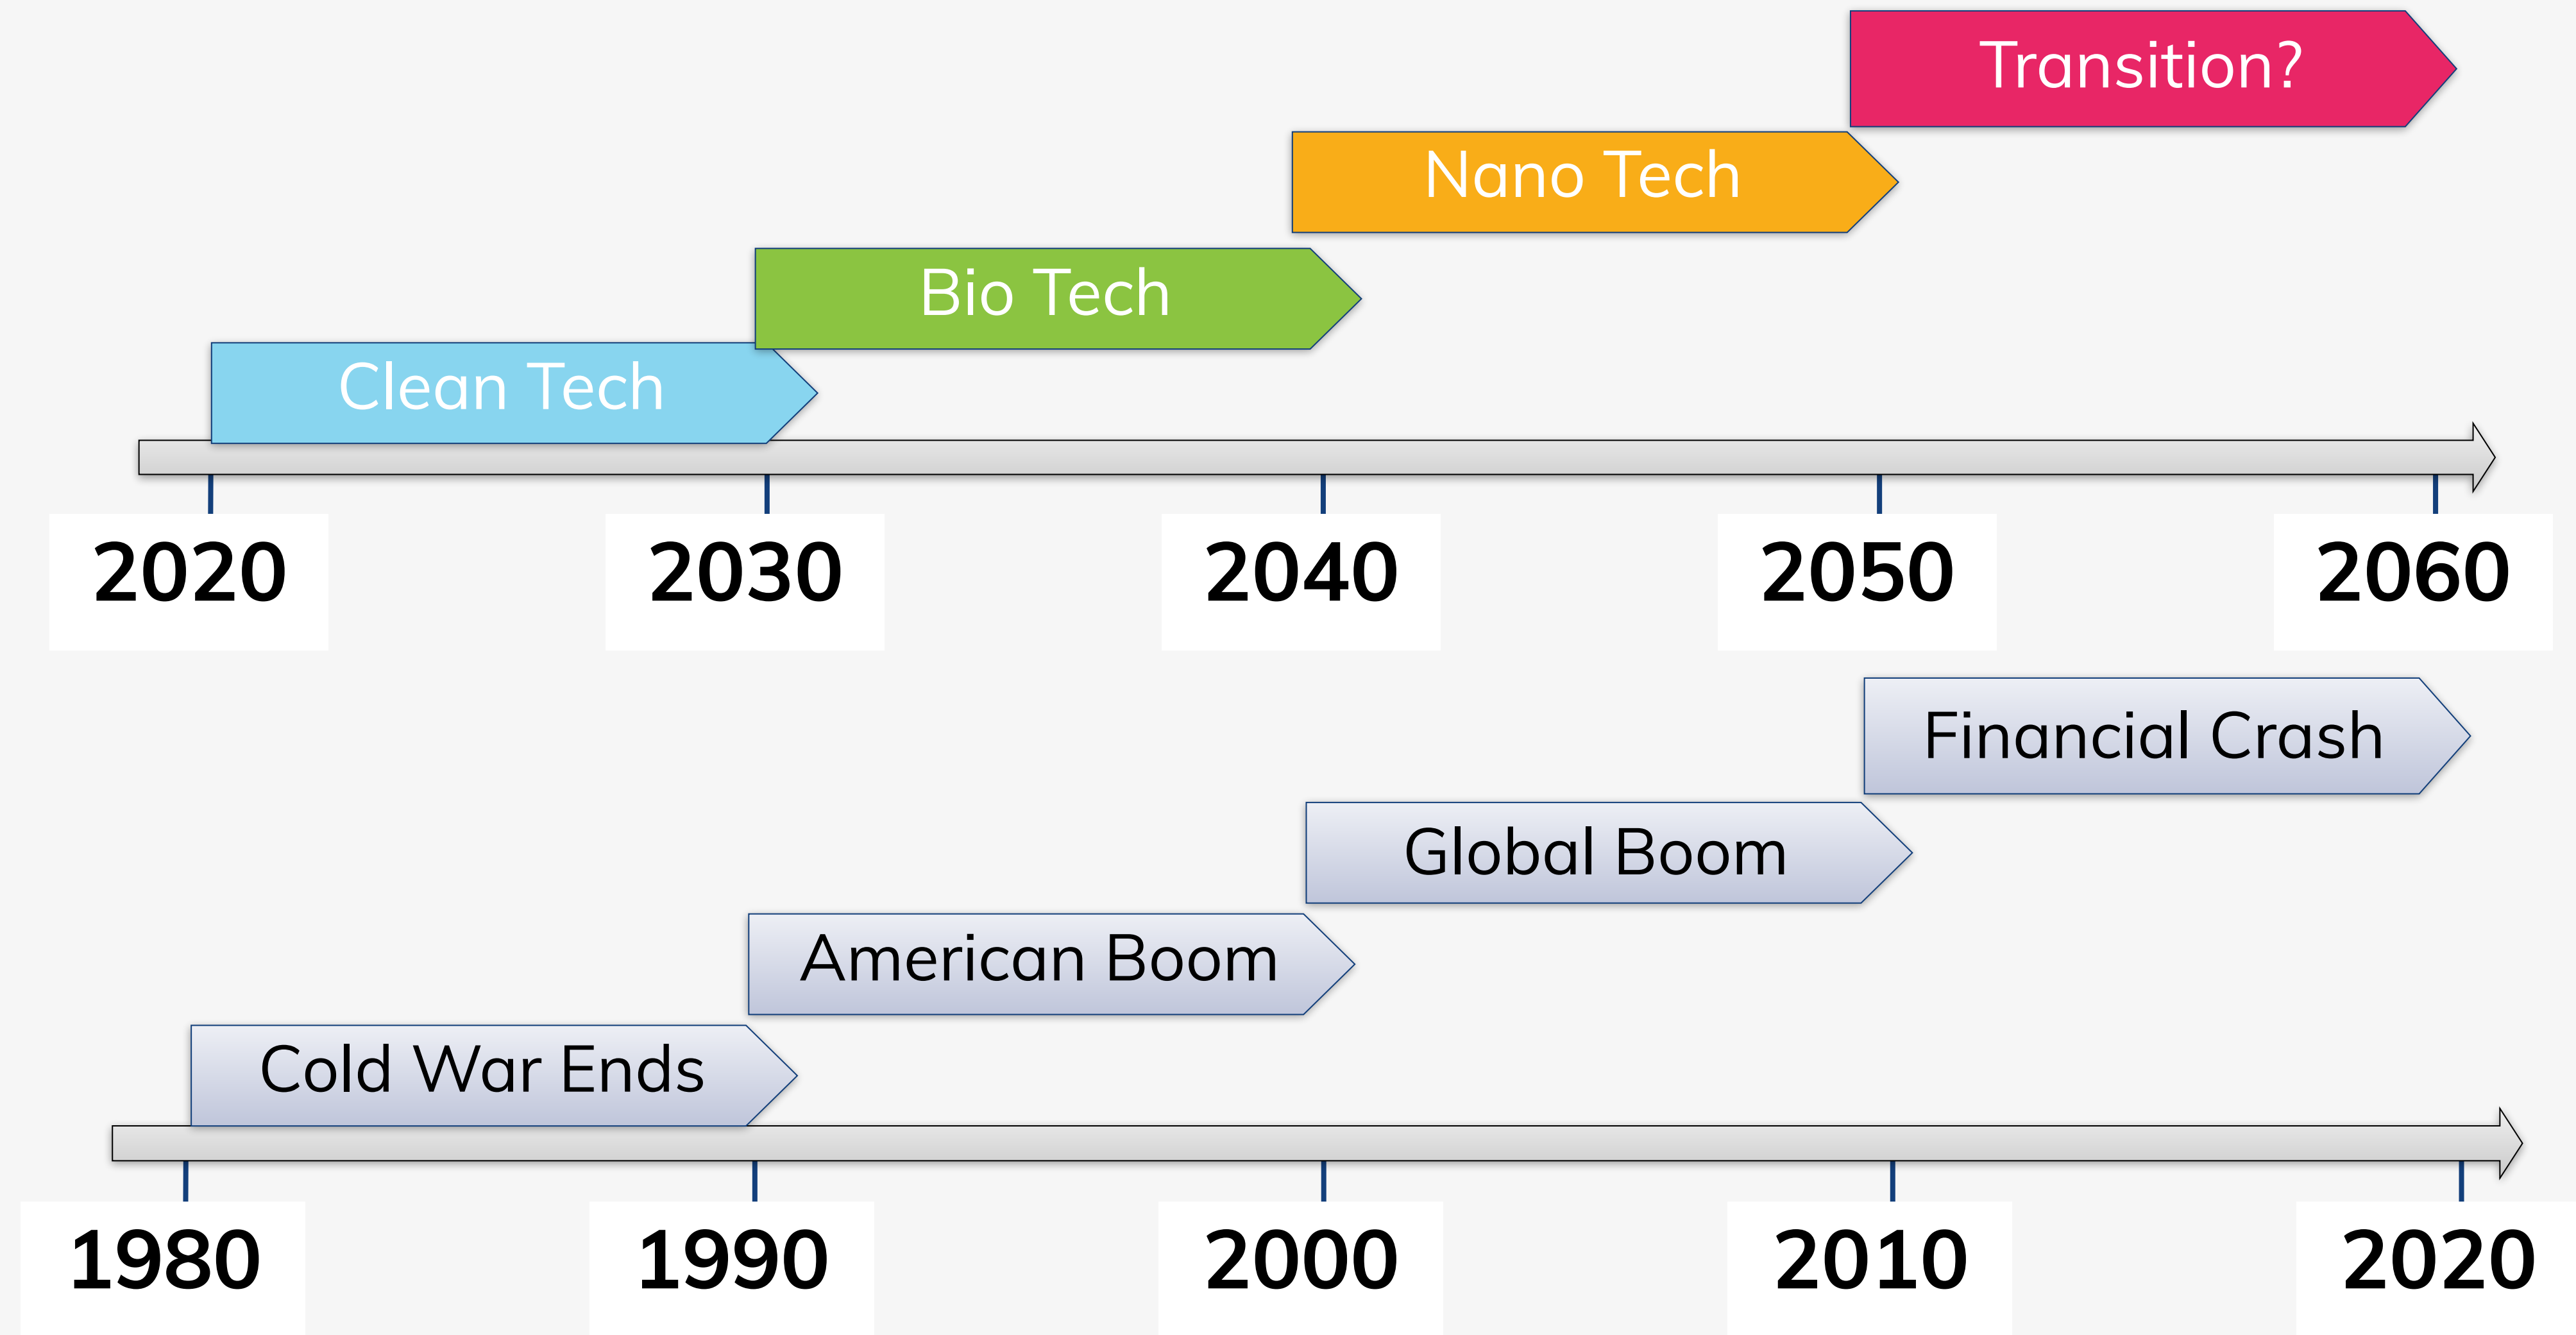 Transition?
Nano Tech
Bio Tech
Clean Tech
2020 2030 2040 2050 2060
Financial Crash
Global Boom
American Boom
Cold War Ends
1980 1990 2000 2010 2020